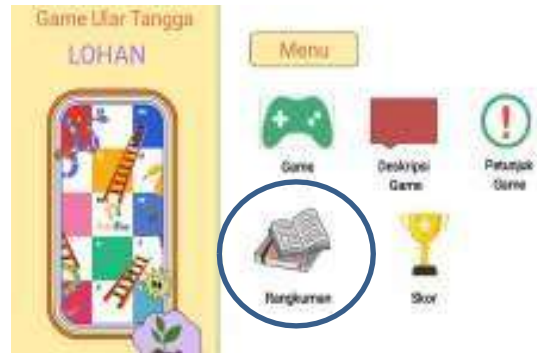 Game Ular Tangga
LOHAN
Menu
Game
Deskripsi
Game
Petunjuk
Game
Rangkuman
Skor